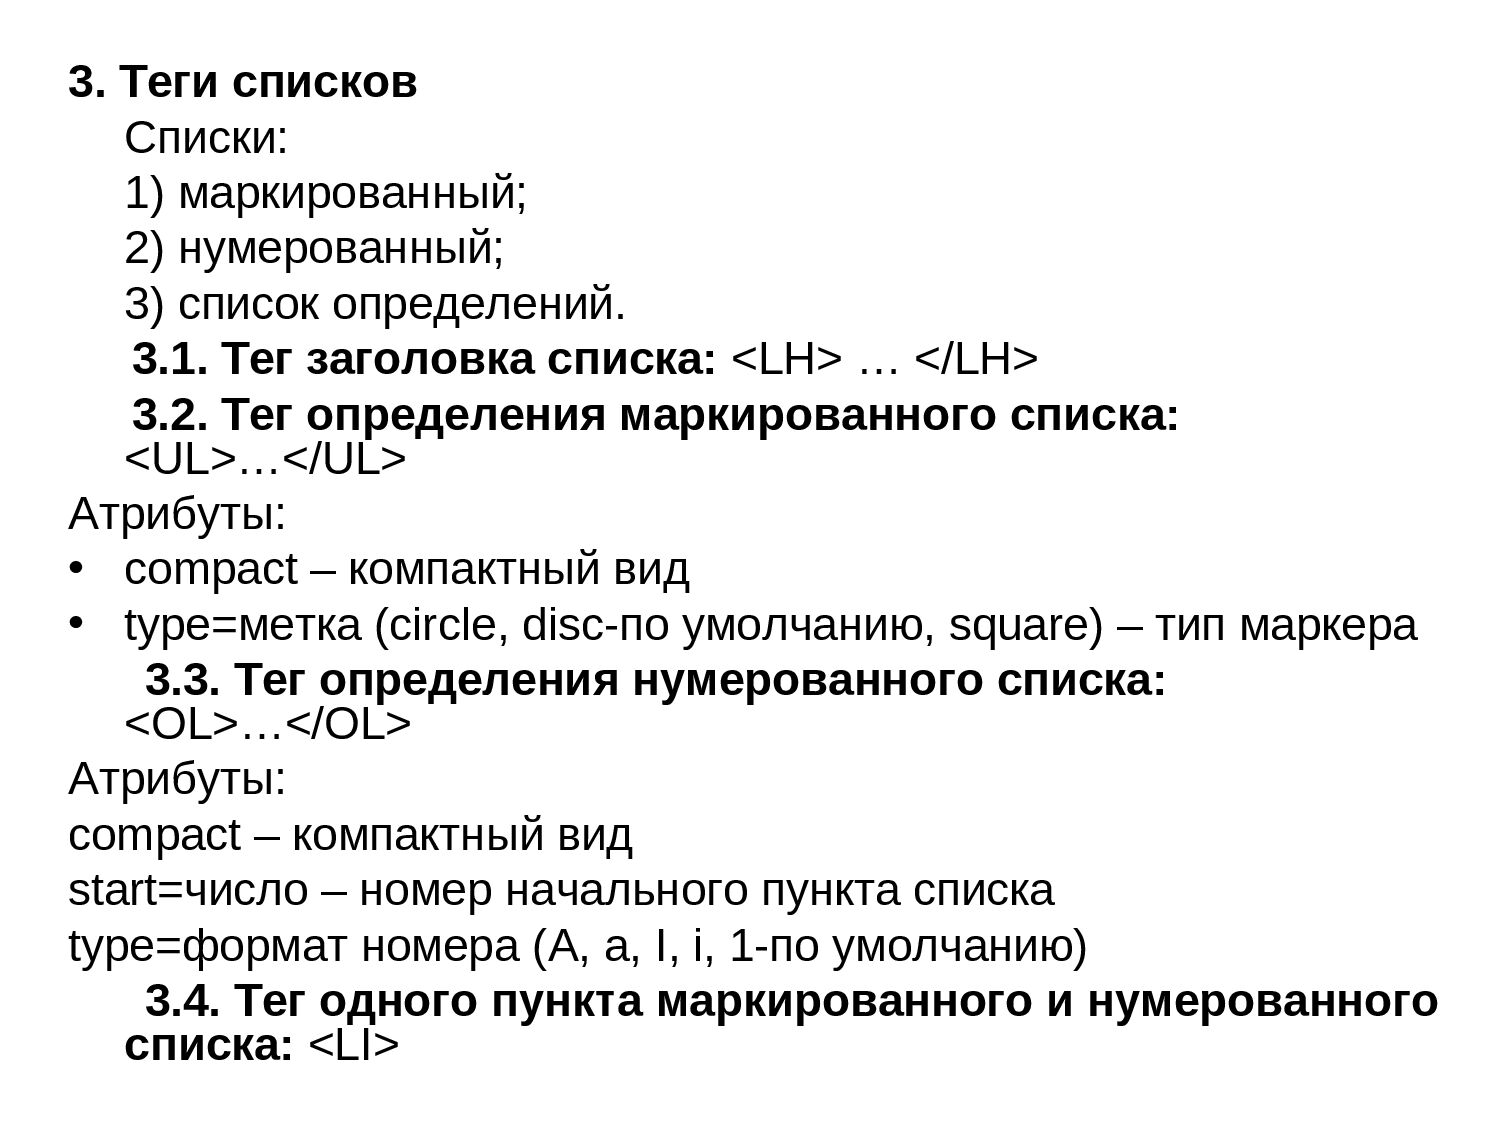 3. Теги списков
Списки:
1) маркированный;
2) нумерованный;
3) список определений.
3.1. Тег заголовка списка: <LH> … </LH>
3.2. Тег определения маркированного списка:
<UL>…</UL>
Атрибуты:
• compact – компактный вид
• type=метка (circle, disc-по умолчанию, square) – тип маркера
3.3. Тег определения нумерованного списка:
<OL>…</OL>
Атрибуты:
compact – компактный вид
start=число – номер начального пункта списка
type=формат номера (A, a, I, i, 1-по умолчанию)
3.4. Тег одного пункта маркированного и нумерованного
списка: <LI>